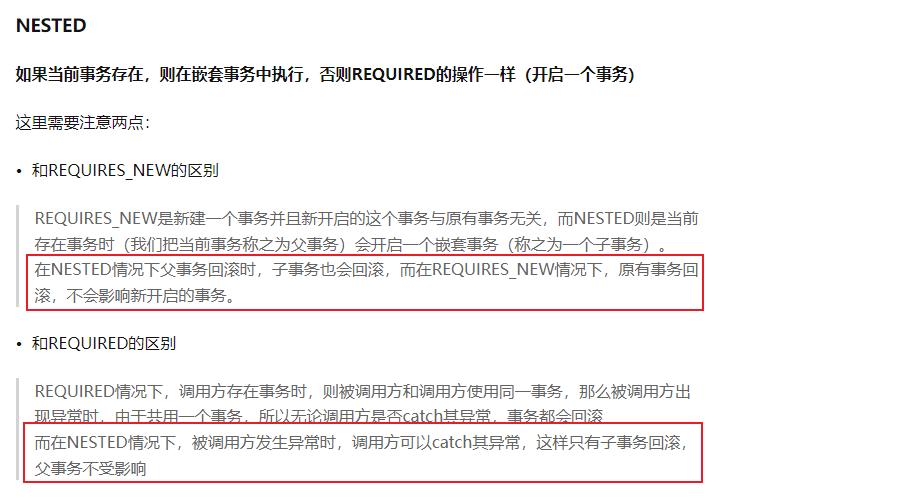 NESTED
如果当前事务存在，则在嵌套事务中执行，否则REQUIRED的操作一样（开启一个事务）
这里需要注意两点：
• 和REQUIRES_NEW的区别
REQUIRES_NEW是新建一个事务并且新开启的这个事务与原有事务无关，而NESTED则是当前
存在事务时（我们把当前事务称之为父事务）会开启一个嵌套事务（称之为一个子事务）。
在NESTED情况下父事务回滚时，子事务也会回滚，而在REQUIRES_NEW情况下，原有事务回
滚，不会影响新开启的事务。
• 和REQUIRED的区别
REQUIRED情况下，调用方存在事务时，则被调用方和调用方使用同一事务，那么被调用方出
现异常时，由于共用一个事务，所以无论调用方是否catch其异常，事务都会回滚
而在NESTED情况下，被调用方发生异常时，调用方可以catch其异常，这样只有子事务回滚，
父事务不受影响